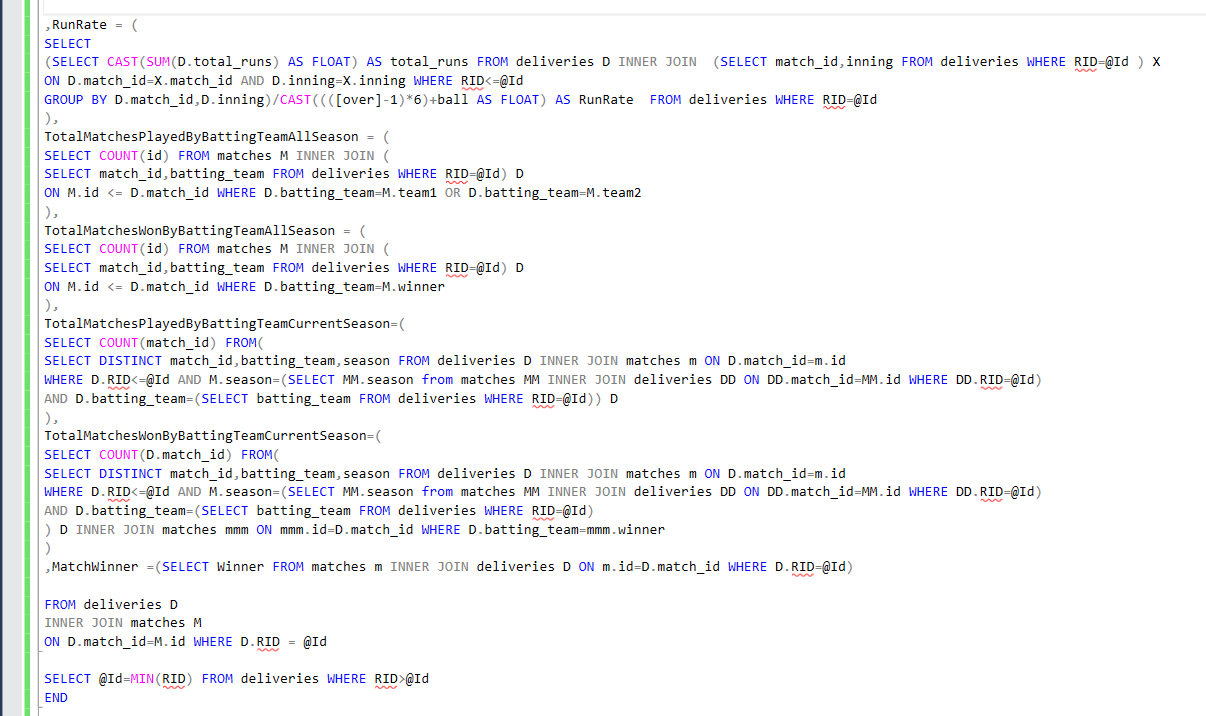 ,RunRate = (
SELECT
(SELECT CAST(SUM(D.total_runs) AS FLOAT) AS total_runs FROM deliveries D INNER JOIN  (SELECT match_id,inning FROM deliveries WHERE RID=@Id ) X
ON D.match_id=X.match_id AND D.inning=X.inning WHERE RID<=@Id
GROUP BY D.match_id,D.inning)/CAST((([over]-1)*6)+ball AS FLOAT) AS RunRate  FROM deliveries WHERE RID=@Id
),
TotalMatchesPlayedByBattingTeamAllSeason = (
SELECT COUNT(id) FROM matches M INNER JOIN (
SELECT match_id,batting_team FROM deliveries WHERE RID=@Id) D
ON M.id <= D.match_id WHERE D.batting_team=M.team1 OR D.batting_team=M.team2
),
TotalMatchesWonByBattingTeamAllSeason = (
SELECT COUNT(id) FROM matches M INNER JOIN (
SELECT match_id,batting_team FROM deliveries WHERE RID=@Id) D
ON M.id <= D.match_id WHERE D.batting_team=M.winner
),
TotalMatchesPlayedByBattingTeamCurrentSeason=(
SELECT COUNT(match_id) FROM(
SELECT DISTINCT match_id,batting_team,season FROM deliveries D INNER JOIN matches m ON D.match_id=m.id
WHERE D.RID<=@Id AND M.season=(SELECT MM.season from matches MM INNER JOIN deliveries DD ON DD.match_id=MM.id WHERE DD.RID=@Id)
AND D.batting_team=(SELECT batting_team FROM deliveries WHERE RID=@Id)) D
),
TotalMatchesWonByBattingTeamCurrentSeason=(
SELECT COUNT(D.match_id) FROM(
SELECT DISTINCT match_id,batting_team,season FROM deliveries D INNER JOIN matches m ON D.match_id=m.id
WHERE D.RID<=@Id AND M.season=(SELECT MM.season from matches MM INNER JOIN deliveries DD ON DD.match_id=MM.id WHERE DD.RID=@Id)
AND D.batting_team=(SELECT batting_team FROM deliveries WHERE RID=@Id)
) D INNER JOIN matches mmm ON mmm.id=D.match_id WHERE D.batting_team=mmm.winner
)
,MatchWinner =(SELECT Winner FROM matches m INNER JOIN deliveries D ON m.id=D.match_id WHERE D.RID=@Id)
FROM deliveries D
INNER JOIN matches M
ON D.match_id=M.id WHERE D.RID = @Id
SELECT @Id=MIN(RID) FROM deliveries WHERE RID>@Id
END